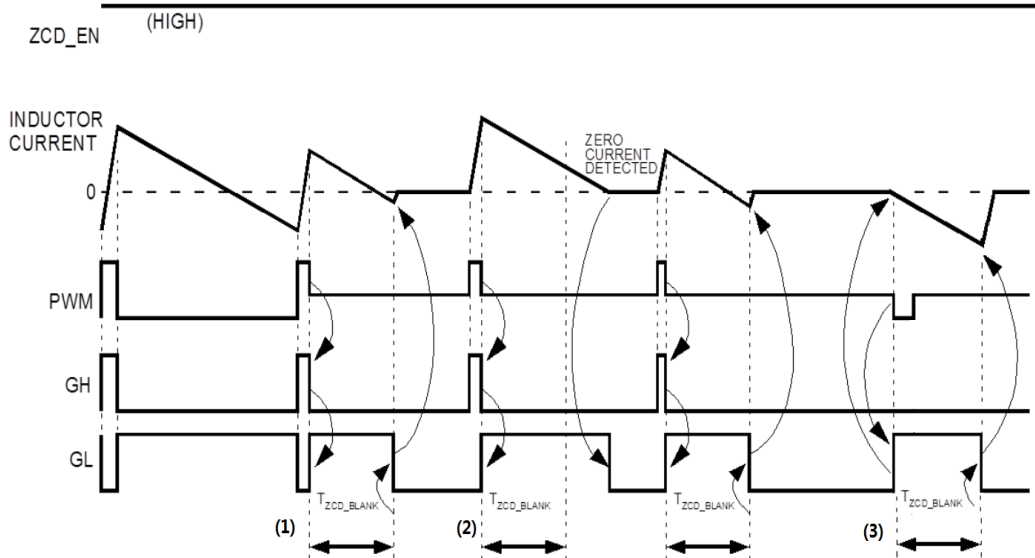 (HIGH)
ZCD_EN
INDUCTOR
CURRENT
ZERO
CURRENT
DETECTED
0
PWM
GH
GL
TZCD_BLANK
TZCD_BLANK
TZCD_BLANK
TZCD_BLANK
(1)
(2)
(3)